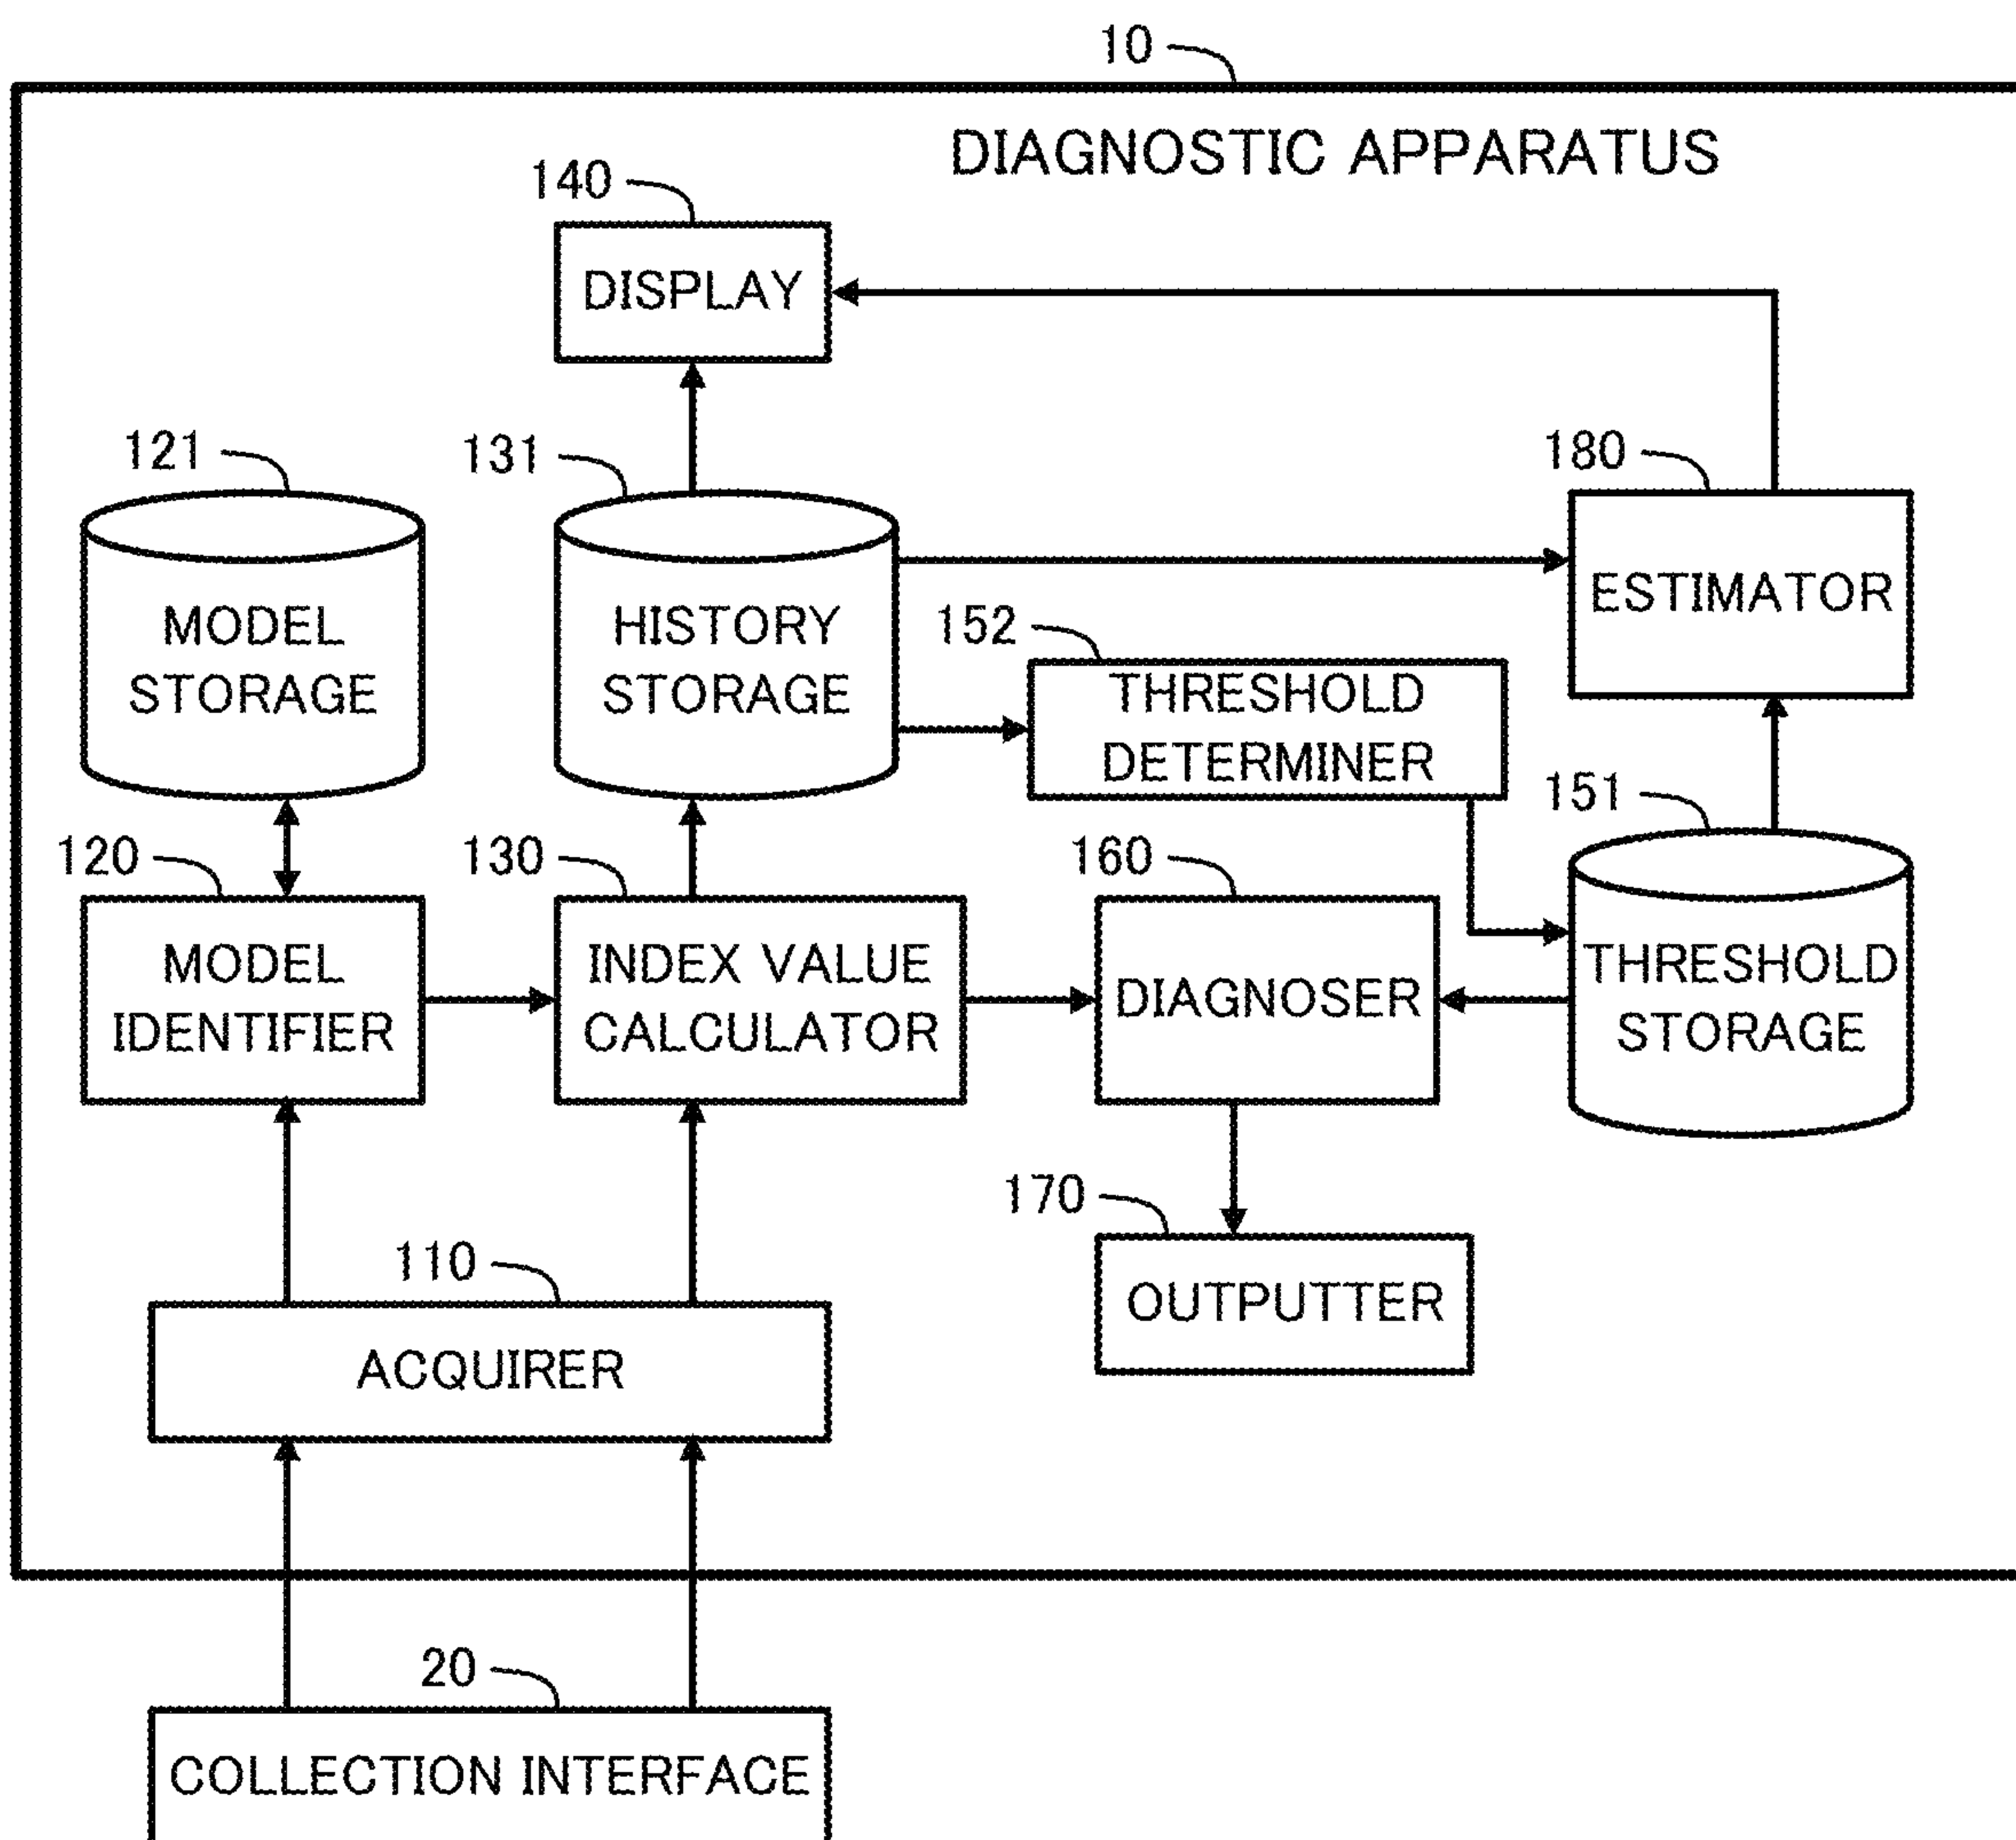 10
DIAGNOSTIC APPARATUS
140
DISPLAY
121
131
180
MODEL
STORAGE
HISTORY
STORAGE
ESTIMATOR
152
THRESHOLD
DETERMINER
151
120
130
160
MODEL
IDENTIFIER
INDEX VALUE
CALCULATOR
DIAGNOSER
THRESHOLD
STORAGE
170
OUTPUTTER
110
ACQUIRER
20
COLLECTION INTERFACE